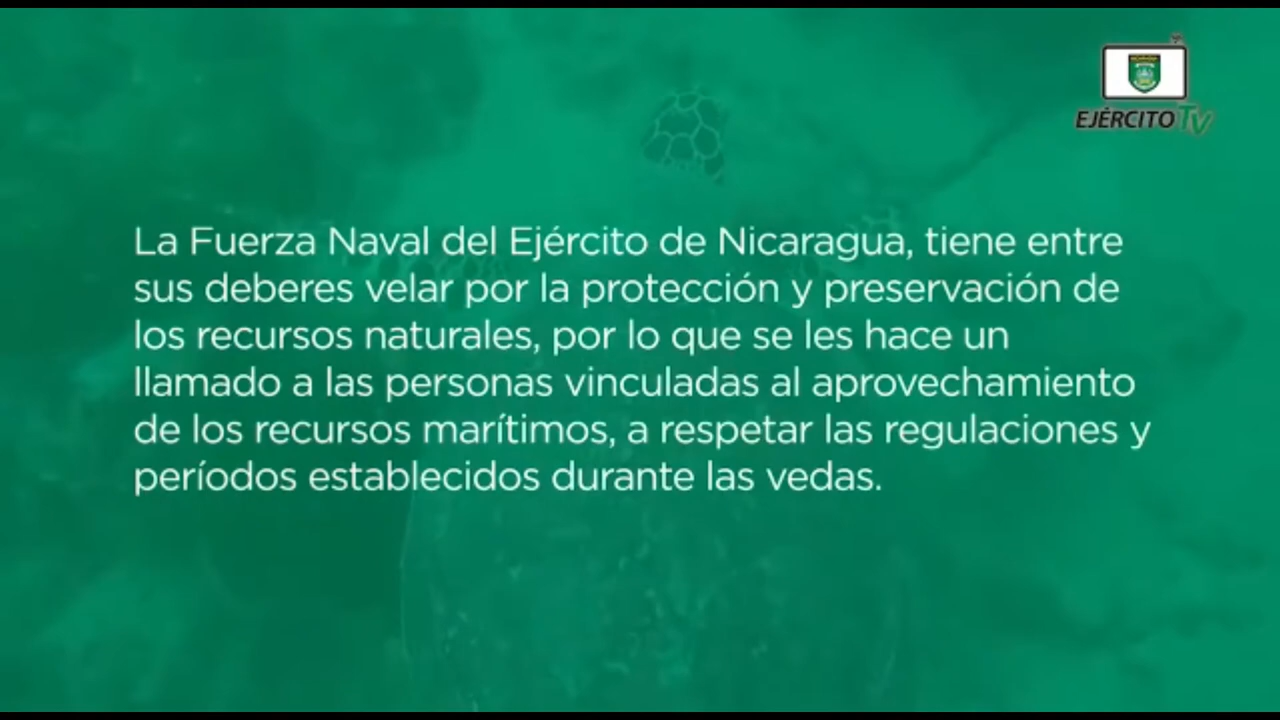 EJÉRCITO TV
La Fuerza Naval del Ejército de Nicaragua, tiene entre
sus deberes velar por la protección y preservación de
los recursos naturales, por lo que se les hace un
llamado a las personas vinculadas al aprovechamiento
de los recursos marítimos, a respetar las regulaciones y
períodos establecidos durante las vedas.